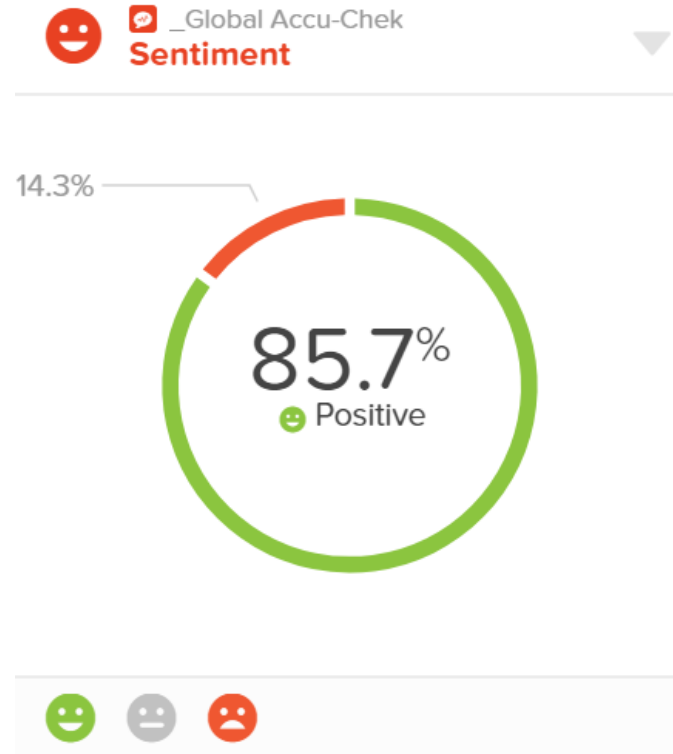 _Global Accu-Chek
Sentiment
14.3%
85.7%
Positive